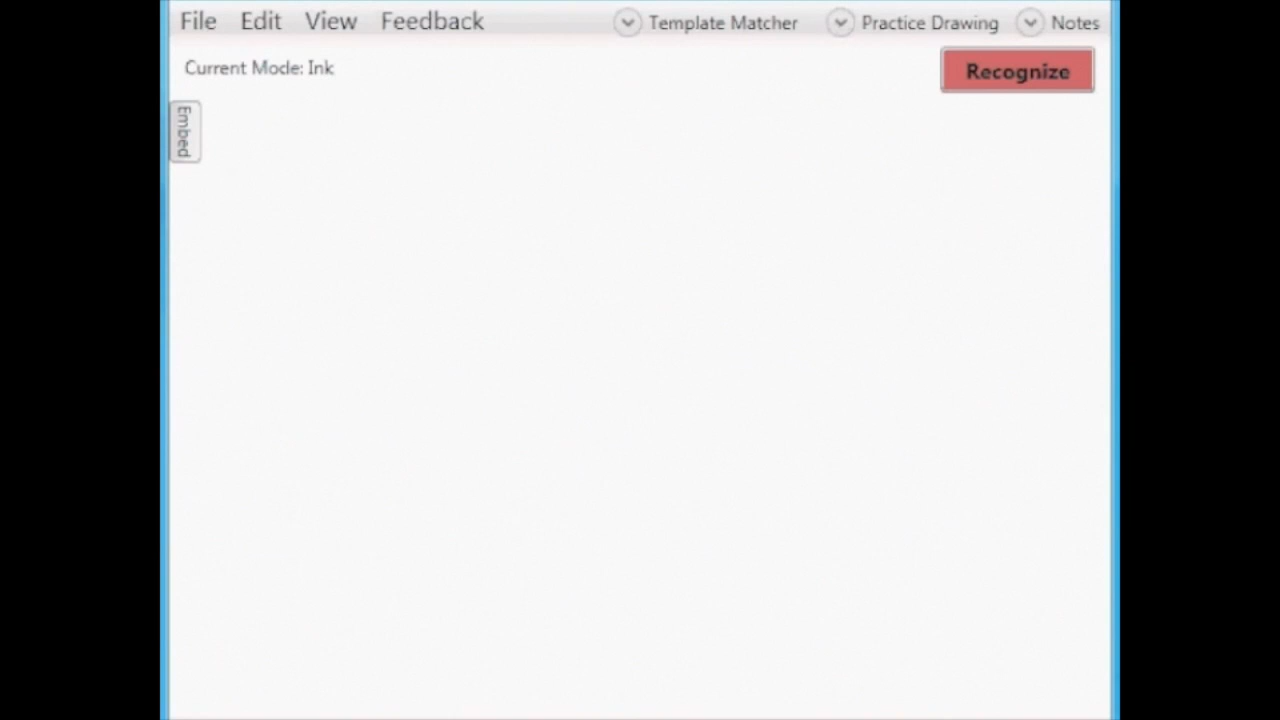 File Edit View Feedback Template Matcher Practice Drawing Notes
Current Mode: Ink
Recognize
Embed